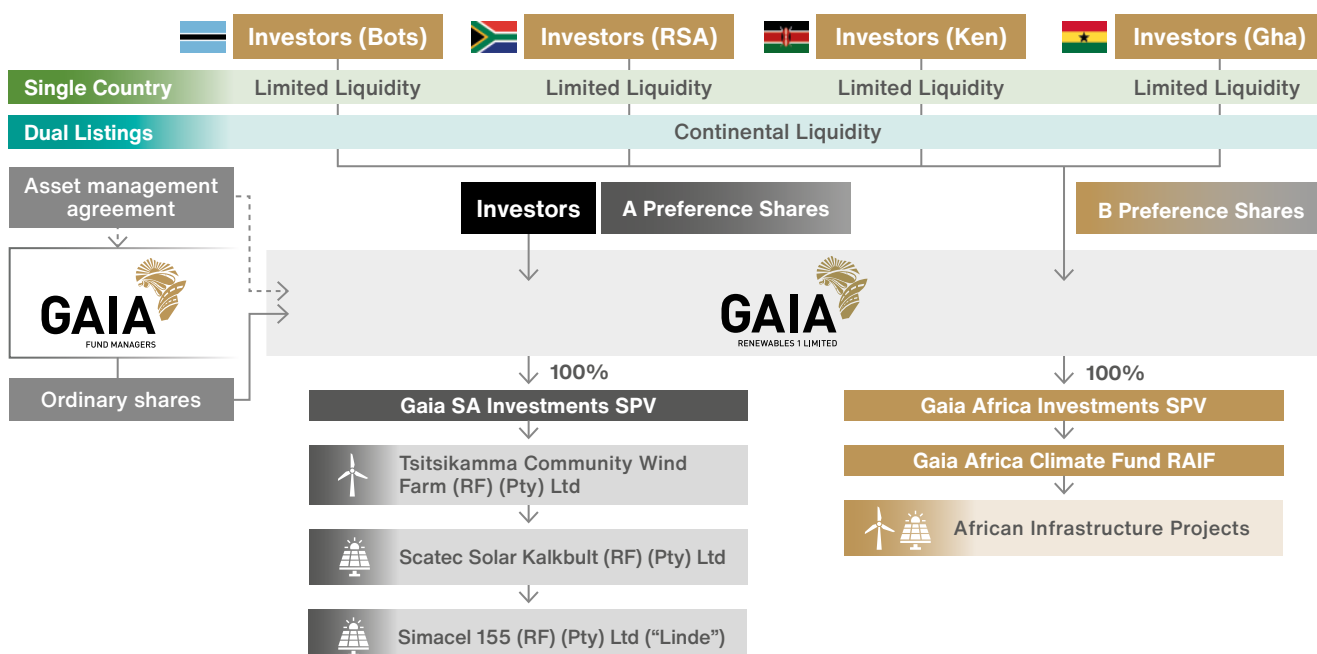 Investors (Bots)
Investors (RSA)
Investors (Ken)
Investors (Gha)
Single Country
Limited Liquidity
Limited Liquidity
Limited Liquidity
Limited Liquidity
Dual Listings
Continental Liquidity
Asset management
agreement
Investors
A Preference Shares
B Preference Shares
GAIA
FUND MANAGERS
GAIA
RENEWABLES 1 LIMITED
Ordinary shares
100%
100%
Gaia SA Investments SPV
Gaia Africa Investments SPV
Tsitsikamma Community Wind
Farm (RF) (Pty) Ltd
Gaia Africa Climate Fund RAIF
Scatec Solar Kalkbult (RF) (Pty) Ltd
African Infrastructure Projects
Simacel 155 (RF) (Pty) Ltd (“Linde”)